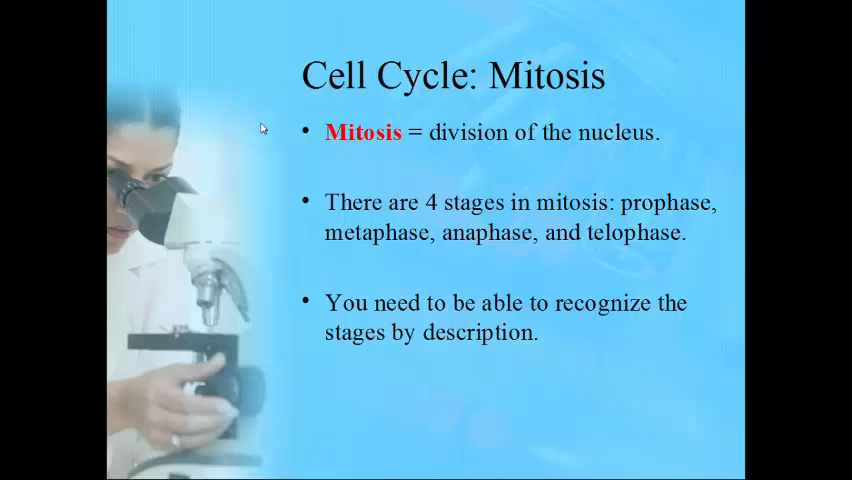 Cell Cycle: Mitosis
• Mitosis = division of the nucleus.
• There are 4 stages in mitosis: prophase,
metaphase, anaphase, and telophase.
• You need to be able to recognize the
stages by description.